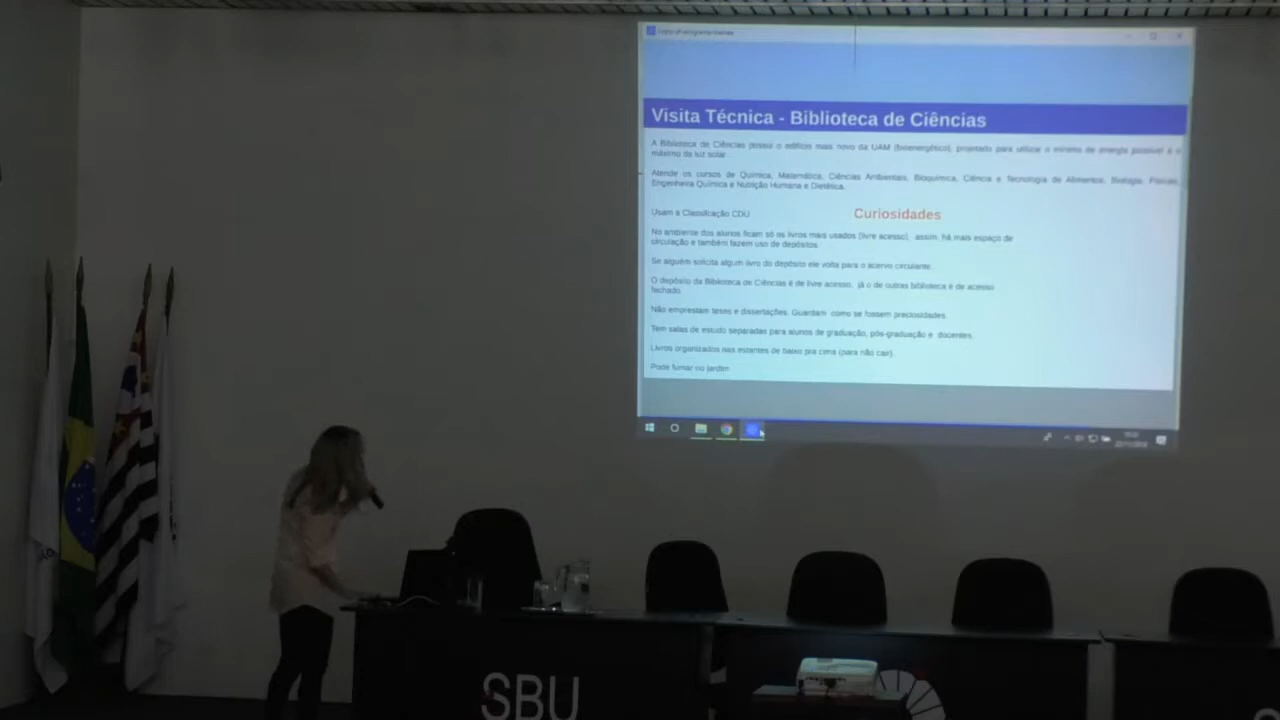 Visita Técnica - Biblioteca de Ciências
A Biblioteca de Ciências possui o edifício mais novo da UAM (bioenergético), projetado para utilizar o mínimo de energia possível e o
máximo da luz solar
Atende os cursos de Química, Matemática, Ciências Ambientais, Bioquímica, Ciência e Tecnologia de Alimentos, Biologia, Físicas,
Engenheira Química e Nutrição Humana e Dietética.
Usam a Classificação CDU
Curiosidades
No ambiente dos alunos ficam só os livros mais usados (livre acesso), assim, há mais espaço de
circulação e também fazem uso de depósitos.
Se alguém solicita algum livro do depósito ele volta para o acervo circulante.
O depósito da Biblioteca de Ciências é de livre acesso, já o de outras biblioteca é de acesso
fechado.
Não emprestam teses e dissertações. Guardam como se fossem preciosidades.
Tem salas de estudo separadas para alunos de graduação, pós-graduação e docentes.
Livros organizados nas estantes de baixo pra cima (para não cair).
Pode fumar no jardim
SBU